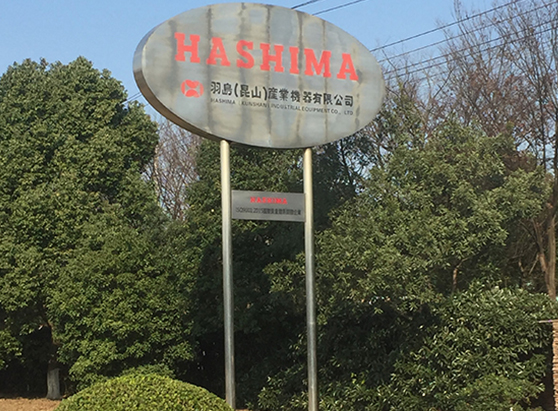 HASHIMA
羽島(昆山)産業機器有限公司
HASHIMA (KUNSHAN) INDUSTRIAL EQUIPMENT CO., LTD
HASHIMA